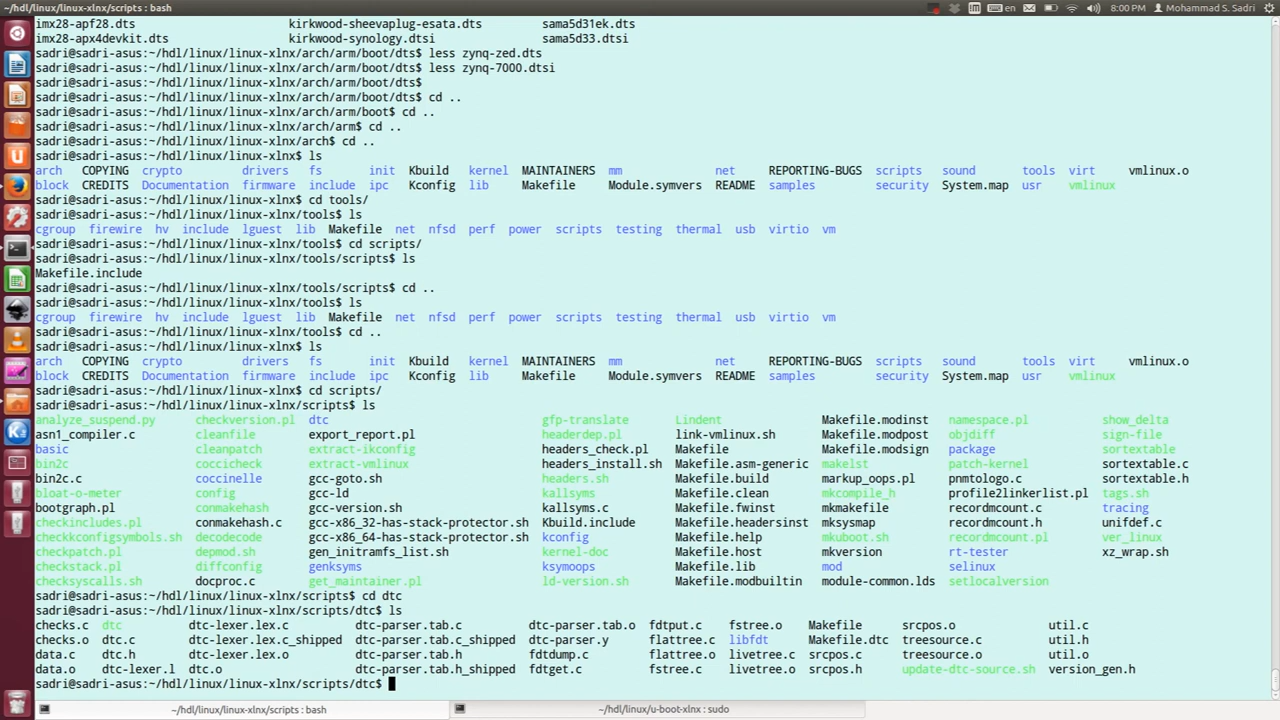 ~/hdl/linux/linux-xlnx/scripts : bash en 8:00 PM Mohammad S. Sadri
imx28-apf28.dts kirkwood-sheevaplug-esata.dts sama5d31ek.dts
imx28-apx4devkit.dts kirkwood-synology.dtsi sama5d33.dtsi
sadri@sadri-asus:~/hdl/linux/linux-xlnx/arch/arm/boot/dts$ less zynq-zed.dts
sadri@sadri-asus:~/hdl/linux/linux-xlnx/arch/arm/boot/dts$ less zynq-7000.dtsi
sadri@sadri-asus:~/hdl/linux/linux-xlnx/arch/arm/boot/dts$
sadri@sadri-asus:~/hdl/linux/linux-xlnx/arch/arm/boot/dts$ cd ..
sadri@sadri-asus:~/hdl/linux/linux-xlnx/arch/arm/boot$ cd ..
sadri@sadri-asus:~/hdl/linux/linux-xlnx/arch/arm$ cd ..
sadri@sadri-asus:~/hdl/linux/linux-xlnx/arch$ cd ..
sadri@sadri-asus:~/hdl/linux/linux-xlnx$ ls
arch COPYING crypto drivers fs init Kbuild kernel MAINTAINERS mm net REPORTING-BUGS scripts sound tools virt vmlinux.o
block CREDITS Documentation firmware include ipc Kconfig lib Makefile Module.symvers README samples security System.map usr vmlinux
sadri@sadri-asus:~/hdl/linux/linux-xlnx$ cd tools/
sadri@sadri-asus:~/hdl/linux/linux-xlnx/tools$ ls
cgroup firewire hv include lguest lib Makefile net nfsd perf power scripts testing thermal usb virtio vm
sadri@sadri-asus:~/hdl/linux/linux-xlnx/tools$ cd scripts/
sadri@sadri-asus:~/hdl/linux/linux-xlnx/tools/scripts$ ls
Makefile.include
sadri@sadri-asus:~/hdl/linux/linux-xlnx/tools/scripts$ cd ..
sadri@sadri-asus:~/hdl/linux/linux-xlnx/tools$ ls
cgroup firewire hv include lguest lib Makefile net nfsd perf power scripts testing thermal usb virtio vm
sadri@sadri-asus:~/hdl/linux/linux-xlnx/tools$ cd ..
sadri@sadri-asus:~/hdl/linux/linux-xlnx$ ls
arch COPYING crypto drivers fs init Kbuild kernel MAINTAINERS mm net REPORTING-BUGS scripts sound tools virt vmlinux.o
block CREDITS Documentation firmware include ipc Kconfig lib Makefile Module.symvers README samples security System.map usr vmlinux
sadri@sadri-asus:~/hdl/linux/linux-xlnx$ cd scripts/
sadri@sadri-asus:~/hdl/linux/linux-xlnx/scripts$ ls
analyze_suspend.py checkversion.pl dtc gfp-translate Lindent Makefile.modinst namespace.pl show_delta
asn1_compiler.c cleanfile export_report.pl headerdep.pl link-vmlinux.sh Makefile.modpost objdiff sign-file
basic cleanpatch extract-ikconfig headers_check.pl Makefile Makefile.modsign package sortextable
bin2c coccicheck extract-vmlinux headers_install.sh Makefile.asm-generic makelst patch-kernel sortextable.c
bin2c.c coccinelle gcc-goto.sh headers.sh Makefile.build markup_oops.pl pnmtologo.c sortextable.h
bloat-o-meter config gcc-ld kallsyms Makefile.clean mkcompile_h profile2linkerlist.pl tags.sh
bootgraph.pl conmakehash gcc-version.sh kallsyms.c Makefile.fwinst mkmakefile recordmcount.c tracing
checkincludes.pl conmakehash.c gcc-x86_32-has-stack-protector.sh Kbuild.include Makefile.headersinst mksysmap recordmcount.h unifdef.c
checkkconfigsymbols.sh decodecode gcc-x86_64-has-stack-protector.sh kconfig Makefile.help mkuboot.sh recordmcount.pl ver_linux
checkpatch.pl depmod.sh gen_initramfs_list.sh kernel-doc Makefile.host mkversion rt-tester xz_wrap.sh
checkstack.pl diffconfig genksyms ksymoops Makefile.lib mod selinux
checksyscalls.sh docproc.c get_maintainer.pl ld-version.sh Makefile.modbuiltin module-common.lds setlocalversion
sadri@sadri-asus:~/hdl/linux/linux-xlnx/scripts$ cd dtc
sadri@sadri-asus:~/hdl/linux/linux-xlnx/scripts/dtc$ ls
checks.c dtc dtc-lexer.lex.c dtc-parser.tab.c dtc-parser.tab.o fdtput.c fstree.o Makefile srcpos.o util.c
checks.o dtc.c dtc-lexer.lex.c_shipped dtc-parser.tab.c_shipped dtc-parser.y flattree.c libfdt Makefile.dtc treesource.c util.h
data.c dtc.h dtc-lexer.lex.o dtc-parser.tab.h fdtdump.c flattree.o livetree.c srcpos.c treesource.o util.o
data.o dtc-lexer.l dtc.o dtc-parser.tab.h_shipped fdtget.c fstree.c livetree.o srcpos.h update-dtc-source.sh version_gen.h
sadri@sadri-asus:~/hdl/linux/linux-xlnx/scripts/dtc$
~/hdl/linux/linux-xlnx/scripts : bash ~/hdl/linux/u-boot-xlnx : sudo